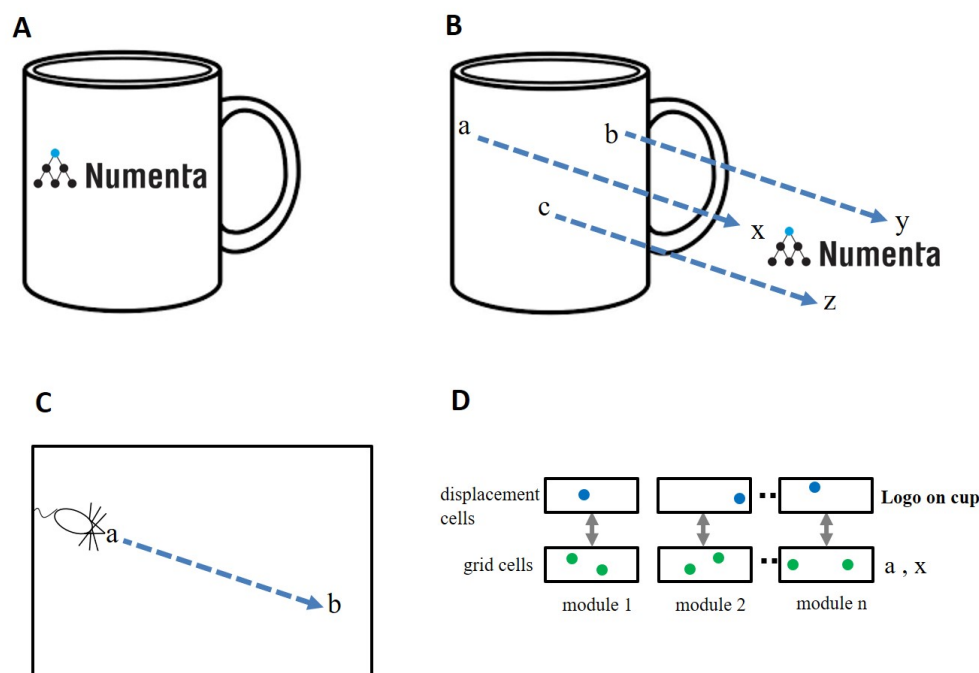 A
Numenta
B
a
b
c
x
y
Numenta
z
C
a
b
D
displacement
cells
Logo on cup
grid cells
a , x
module 1
module 2
module n